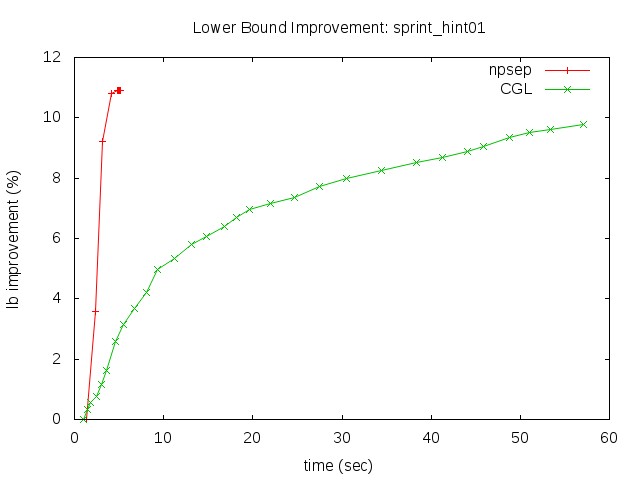 Lower Bound Improvement: sprint_hint01
npsep
CGL
12
10
8
6
4
2
0
lb improvement (%)
0 10 20 30 40 50 60
time (sec)